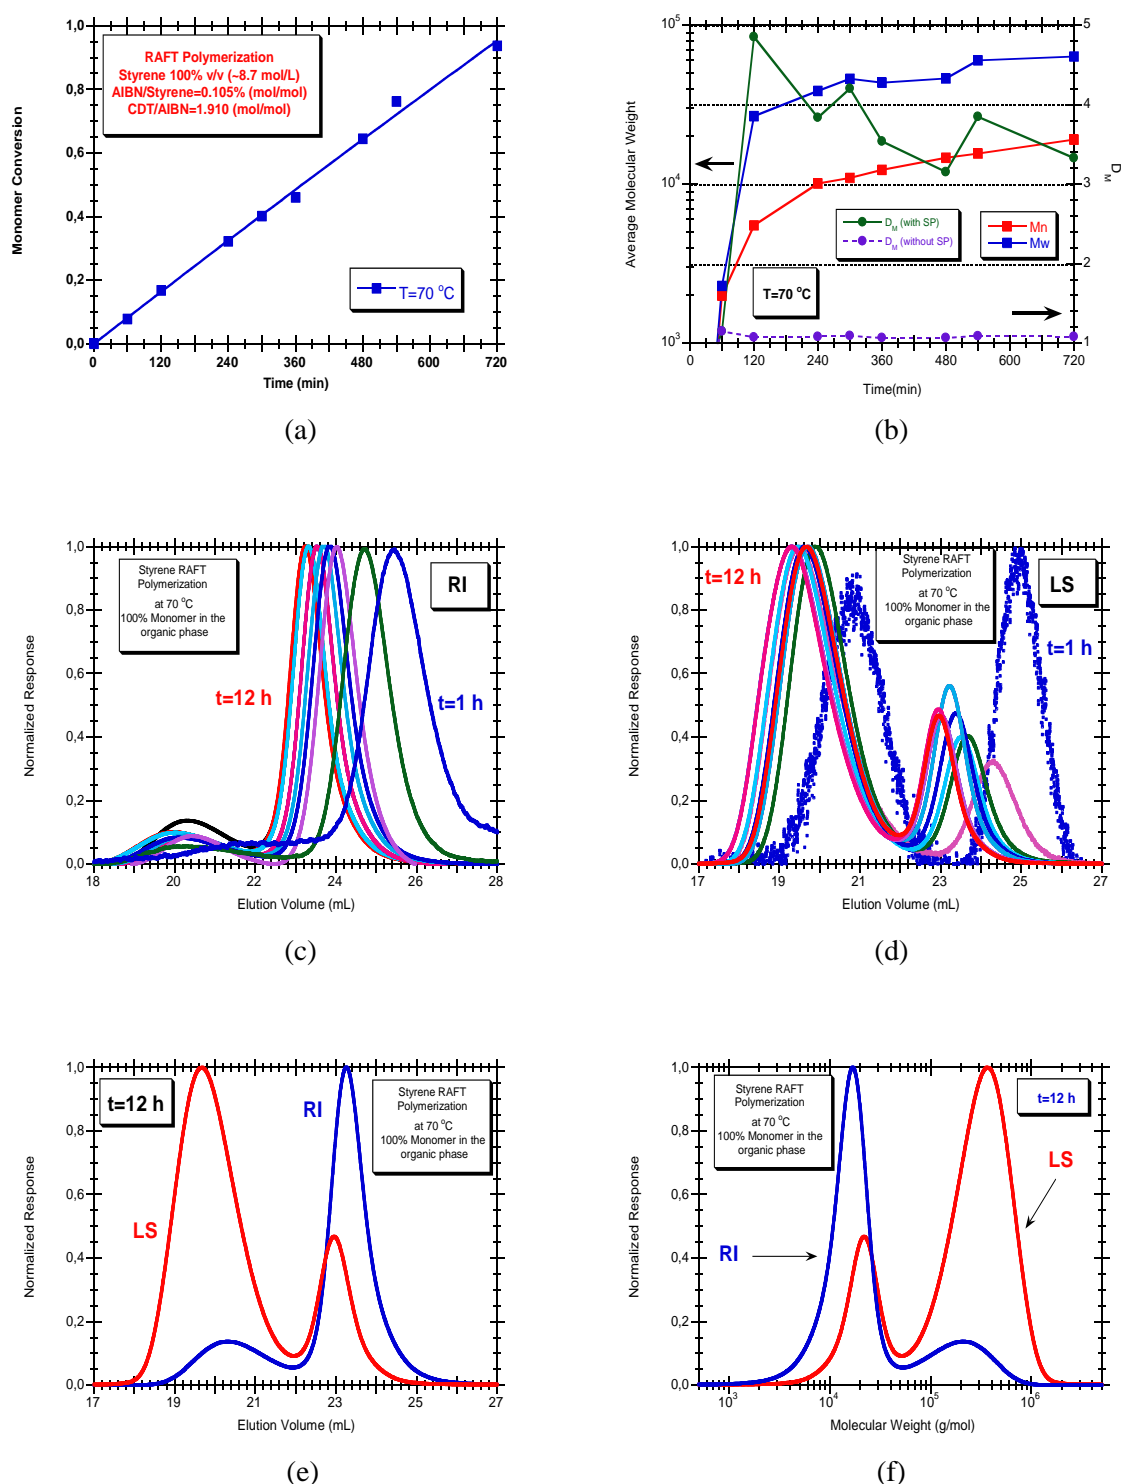 1,0
0,8
0,6
0,4
0,2
0,0
Monomer Conversion
RAFT Polymerization
Styrene 100% v/v (~8.7 mol/L)
AIBN/Styrene=0.105% (mol/mol)
CDT/AIBN=1.910 (mol/mol)
T=70 °C
0 120 240 360 480 600 720
Time (min)
(a)
10^5
10^4
10^3
Average Molecular Weight
5
4
3
2
1
D_M
D_M (with SP)
D_M (without SP)
Mn
Mw
T=70 °C
0 120 240 360 480 600 720
Time(min)
(b)
1,0
0,8
0,6
0,4
0,2
0,0
Normalized Response
Styrene RAFT
Polymerization
at 70 °C
100% Monomer in the
organic phase
RI
t=12 h
t=1 h
18 20 22 24 26 28
Elution Volume (mL)
(c)
1,0
0,8
0,6
0,4
0,2
0,0
Normalized Response
t=12 h
Styrene RAFT
Polymerization
at 70 °C
100% Monomer in the
organic phase
LS
t=1 h
17 19 21 23 25 27
Elution Volume (mL)
(d)
1,0
0,8
0,6
0,4
0,2
0,0
Normalized Response
t=12 h
Styrene RAFT
Polymerization
at 70 °C
100% Monomer in the
organic phase
RI
LS
17 19 21 23 25 27
Elution Volume (mL)
(e)
1,0
0,8
0,6
0,4
0,2
0,0
Normalized Response
Styrene RAFT
Polymerization
at 70 °C
100% Monomer in the
organic phase
t=12 h
LS
RI
10^3 10^4 10^5 10^6
Molecular Weight (g/mol)
(f)